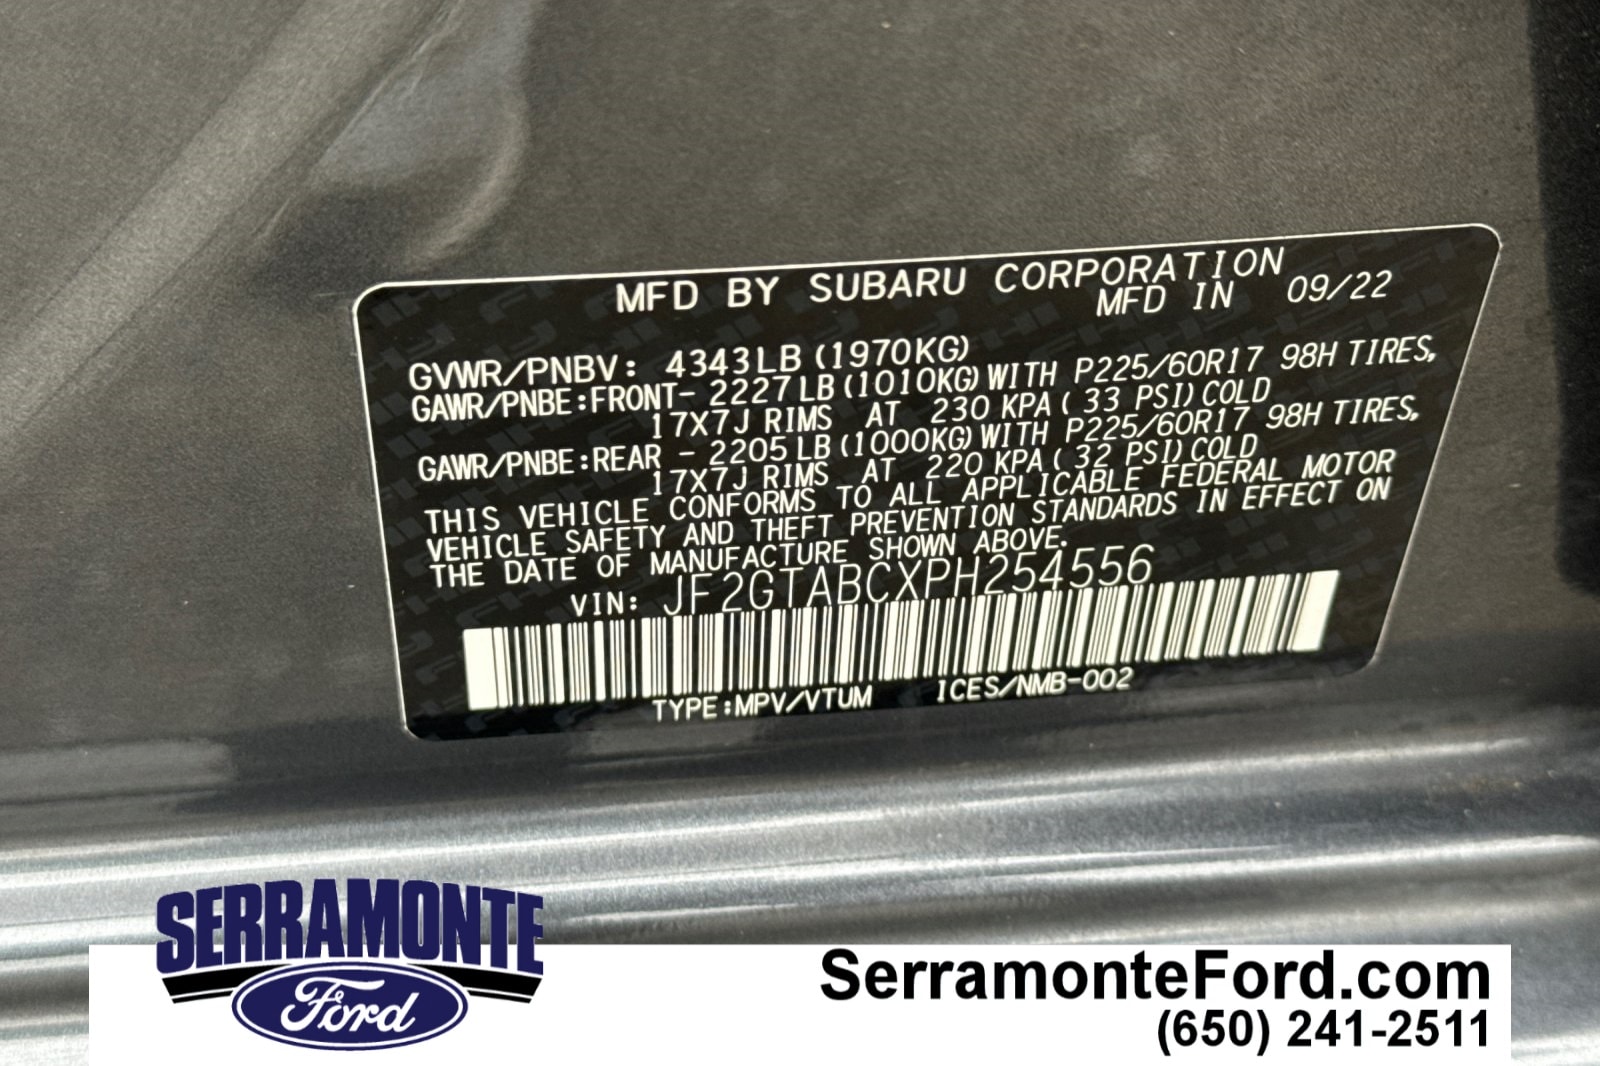 MFD BY SUBARU CORPORATION
MFD IN 09/22
GVWR/PNBV: 4343LB (1970KG)
GAWR/PNBE:FRONT- 2227LB(1010KG)WITH P225/60R17 98H TIRES,
17X7J RIMS AT 230 KPA( 33 PSI)COLD
GAWR/PNBE:REAR - 2205LB(1000KG)WITH P225/60R17 98H TIRES,
17X7J RIMS AT 220 KPA( 32 PSI)COLD
THIS VEHICLE CONFORMS TO ALL APPLICABLE FEDERAL MOTOR
VEHICLE SAFETY AND THEFT PREVENTION STANDARDS IN EFFECT ON
THE DATE OF MANUFACTURE SHOWN ABOVE.
VIN: JF2GTABCXPH254556
TYPE:MPV/VTUM ICES/NMB-002
SERRAMONTE
Ford
SerramonteFord.com
(650) 241-2511